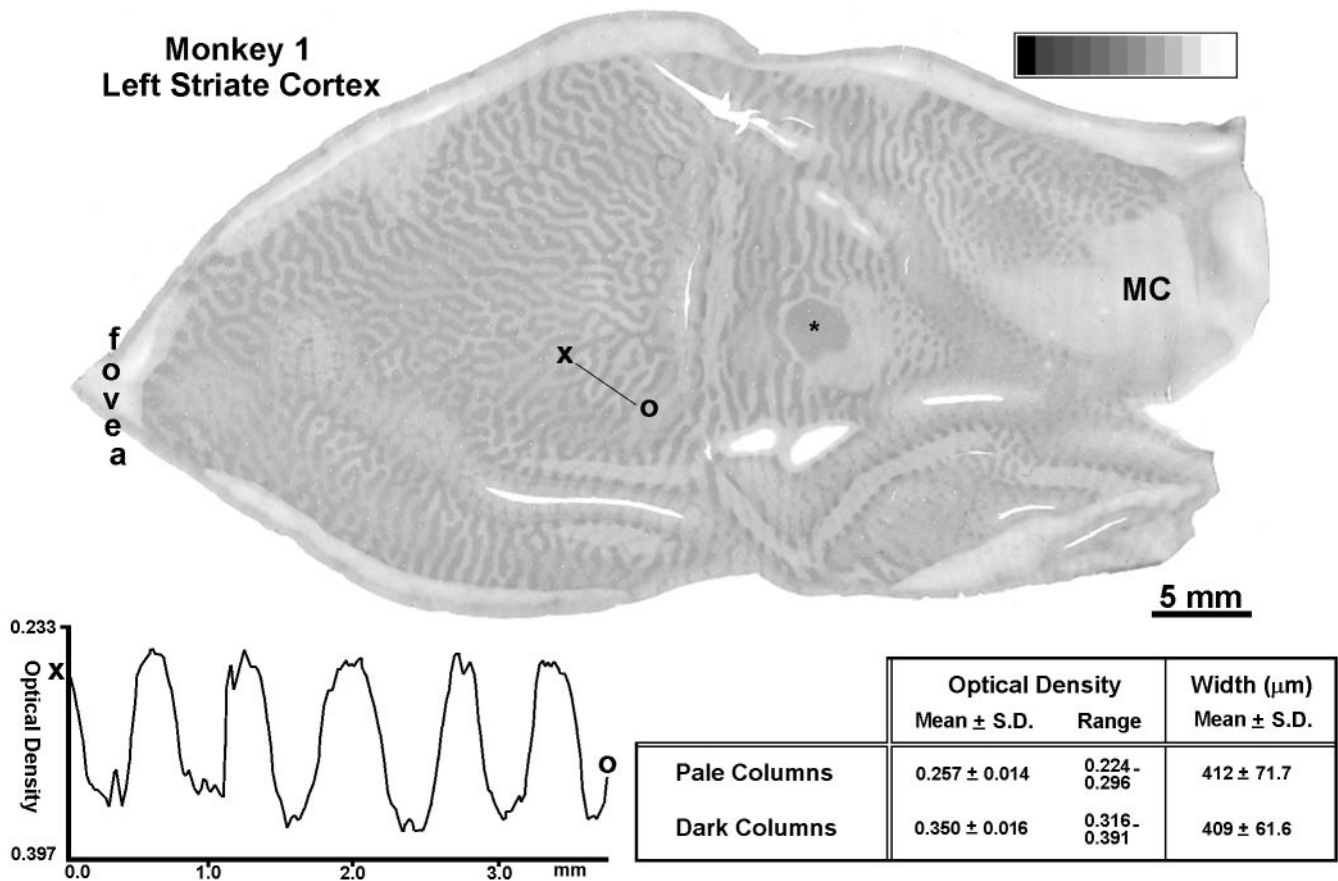 Monkey 1
Left Striate Cortex
MC
*
fovea
x
o
5 mm
0.233
X
Optical Density
O
0.397
0.0
1.0
2.0
3.0
mm
Optical Density
Width (μm)
Mean ± S.D.
Range
Mean ± S.D.
Pale Columns
0.257 ± 0.014
0.224 -
0.296
412 ± 71.7
Dark Columns
0.350 ± 0.016
0.316 -
0.391
409 ± 61.6